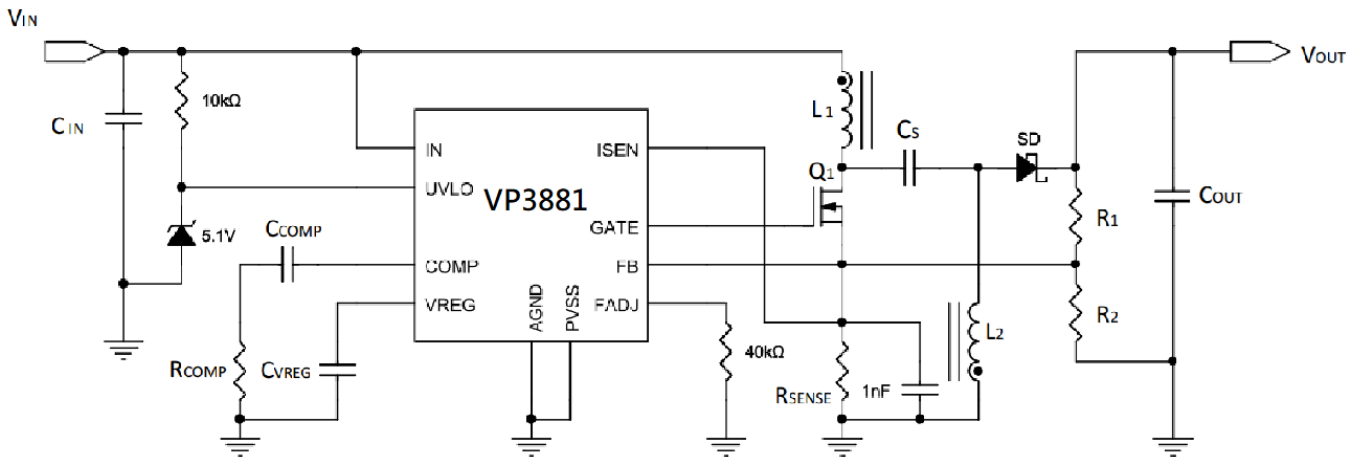 VIN
VOUT
CIN
10kΩ
5.1V
CCOMP
RCOMP
CVREG
IN
UVLO
COMP
VREG
VP3881
AGND
PVSS
ISEN
GATE
FB
FADJ
40kΩ
L1
Q1
CS
SD
RSENSE
1nF
L2
R1
R2
COUT